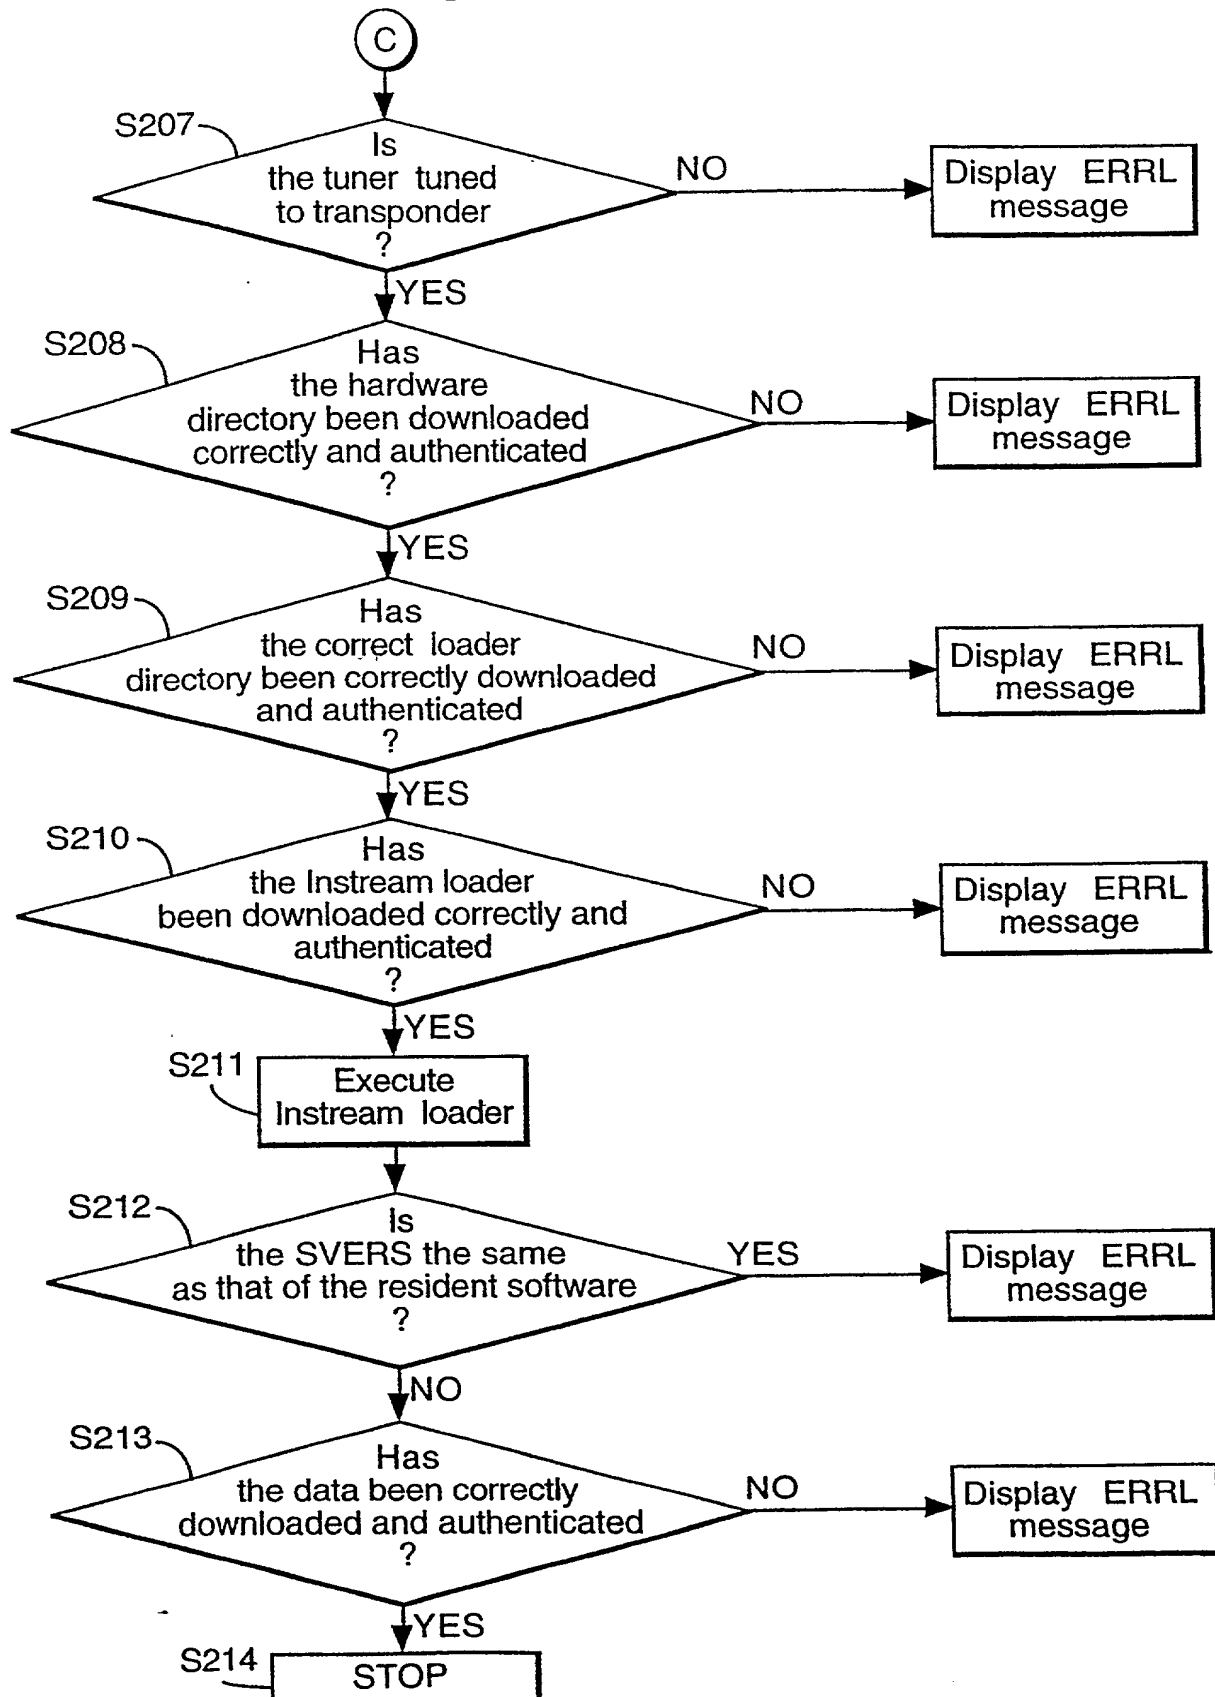 C
S207
Is
the tuner tuned
to transponder
?
NO
Display ERRL
message
YES
S208
Has
the hardware
directory been downloaded
correctly and authenticated
?
NO
Display ERRL
message
YES
S209
Has
the correct loader
directory been correctly downloaded
and authenticated
?
NO
Display ERRL
message
YES
S210
Has
the Instream loader
been downloaded correctly and
authenticated
?
NO
Display ERRL
message
YES
S211
Execute
Instream loader
S212
Is
the SVERS the same
as that of the resident software
?
YES
Display ERRL
message
NO
S213
Has
the data been correctly
downloaded and authenticated
?
NO
Display ERRL
message
YES
S214
STOP